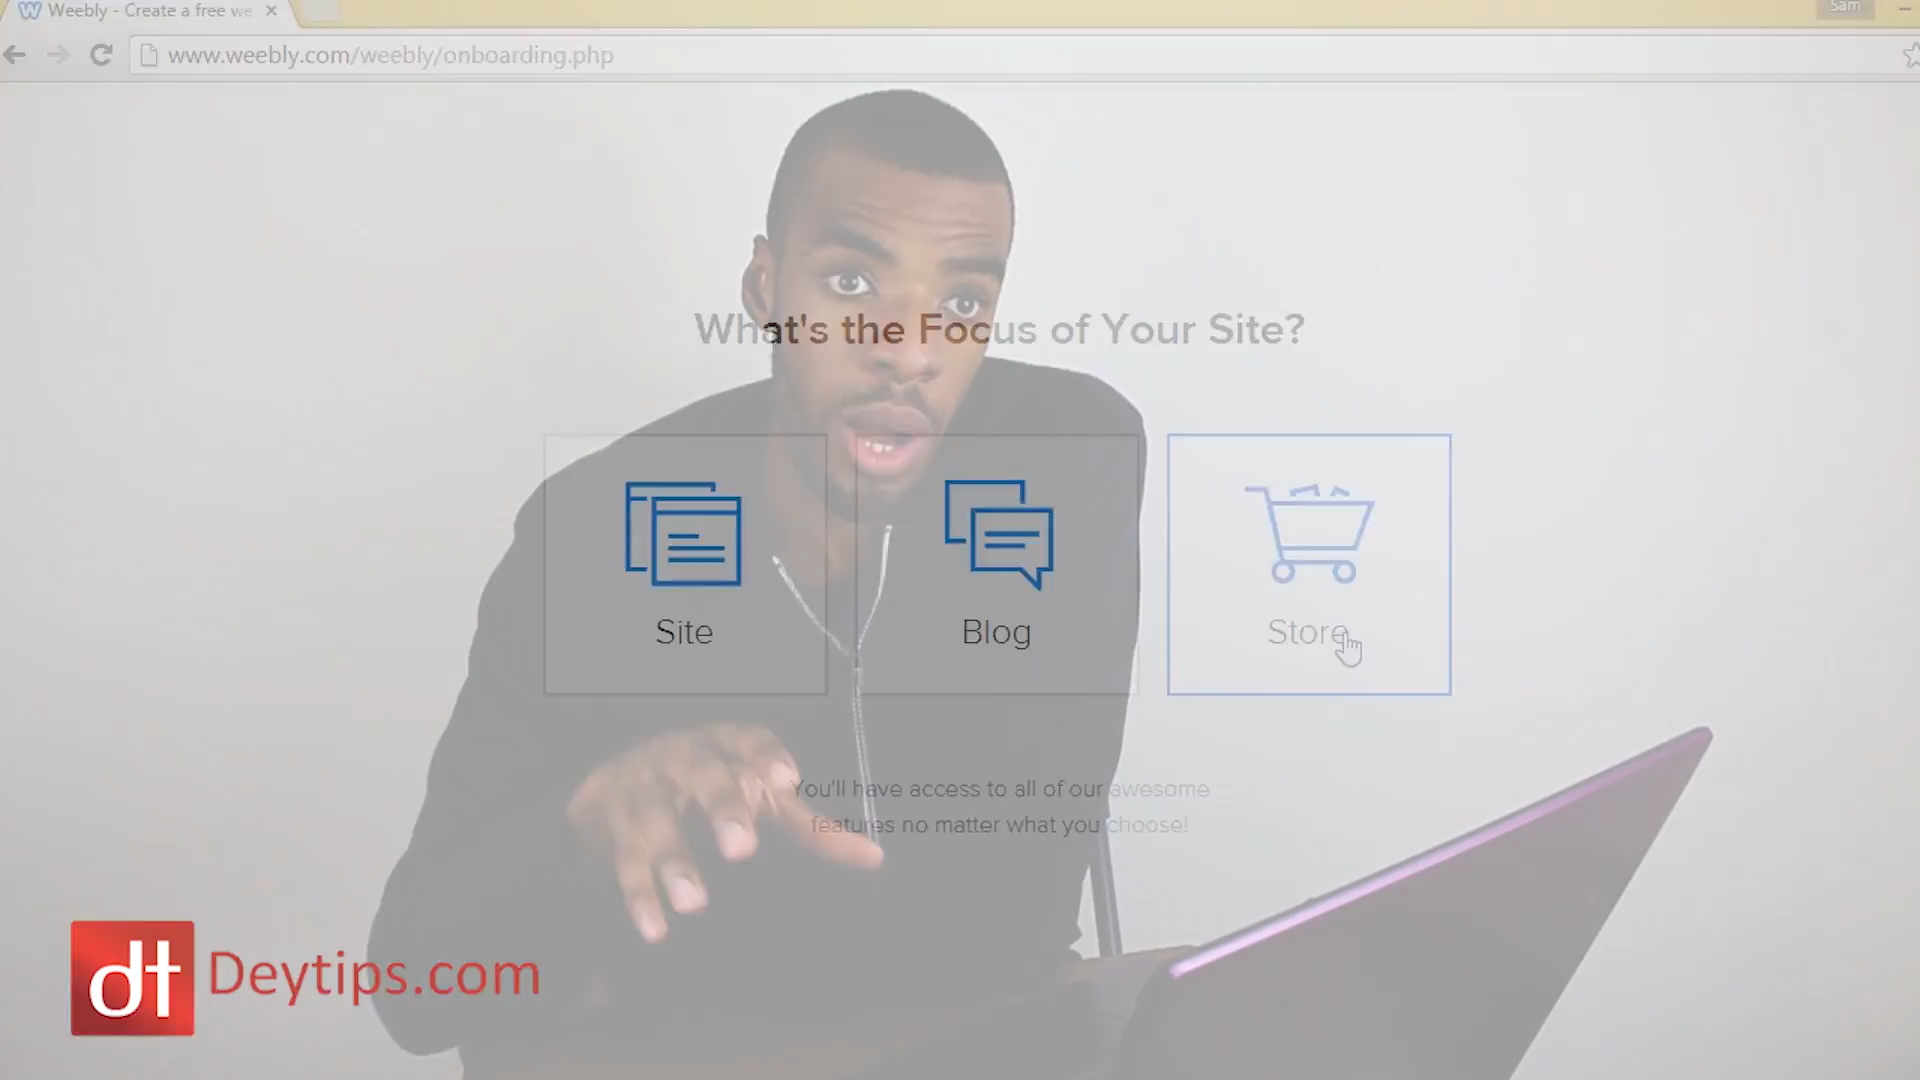 Weebly - Create a free we
Sam
www.weebly.com/weebly/onboarding.php
What's the Focus of Your Site?
Site
Blog
Store
You'll have access to all of our awesome
features no matter what you choose!
dt Deytips.com